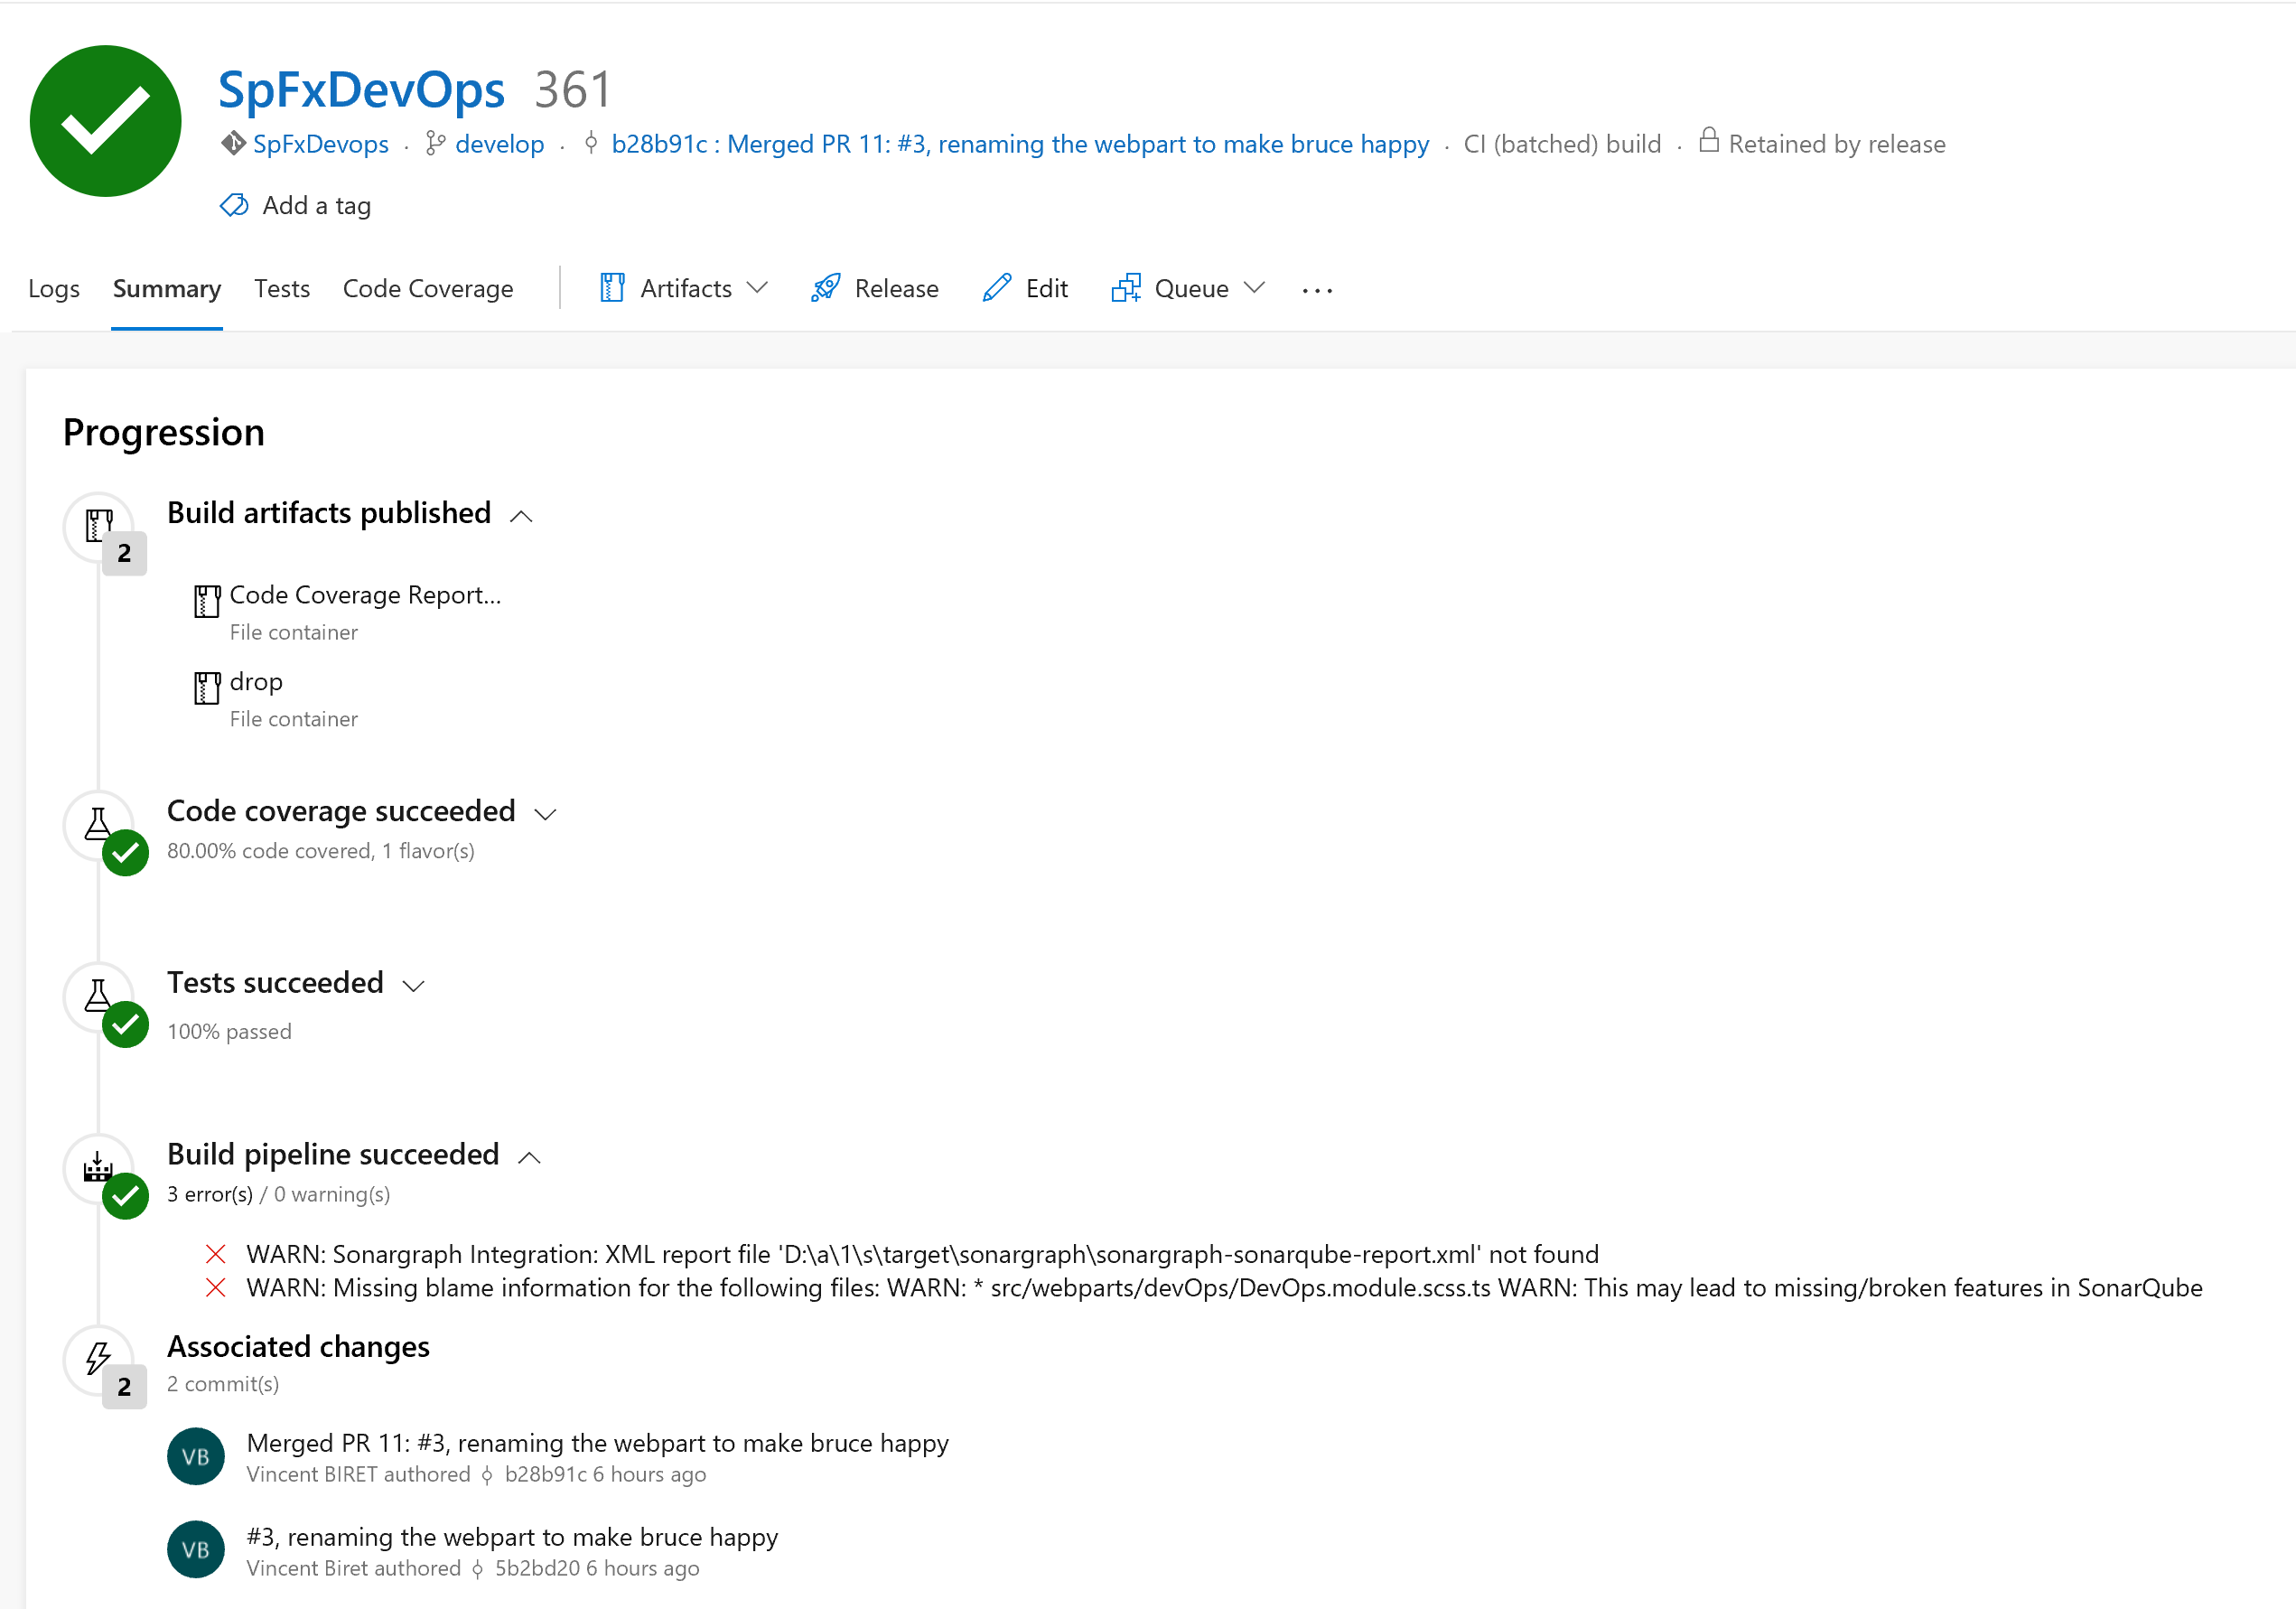 SpFxDevOps 361
SpFxDevops · develop · b28b91c : Merged PR 11: #3, renaming the webpart to make bruce happy · CI (batched) build · Retained by release
Add a tag
Logs Summary Tests Code Coverage Artifacts Release Edit Queue ...
Progression
Build artifacts published
2
Code Coverage Report...
File container
drop
File container
Code coverage succeeded
80.00% code covered, 1 flavor(s)
Tests succeeded
100% passed
Build pipeline succeeded
3 error(s) / 0 warning(s)
WARN: Sonargraph Integration: XML report file 'D:\a\1\s\target\sonargraph\sonargraph-sonarqube-report.xml' not found
WARN: Missing blame information for the following files: WARN: * src/webparts/devOps/DevOps.module.scss.ts WARN: This may lead to missing/broken features in SonarQube
Associated changes
2
2 commit(s)
VB
Merged PR 11: #3, renaming the webpart to make bruce happy
Vincent BIRET authored b28b91c 6 hours ago
VB
#3, renaming the webpart to make bruce happy
Vincent Biret authored 5b2bd20 6 hours ago